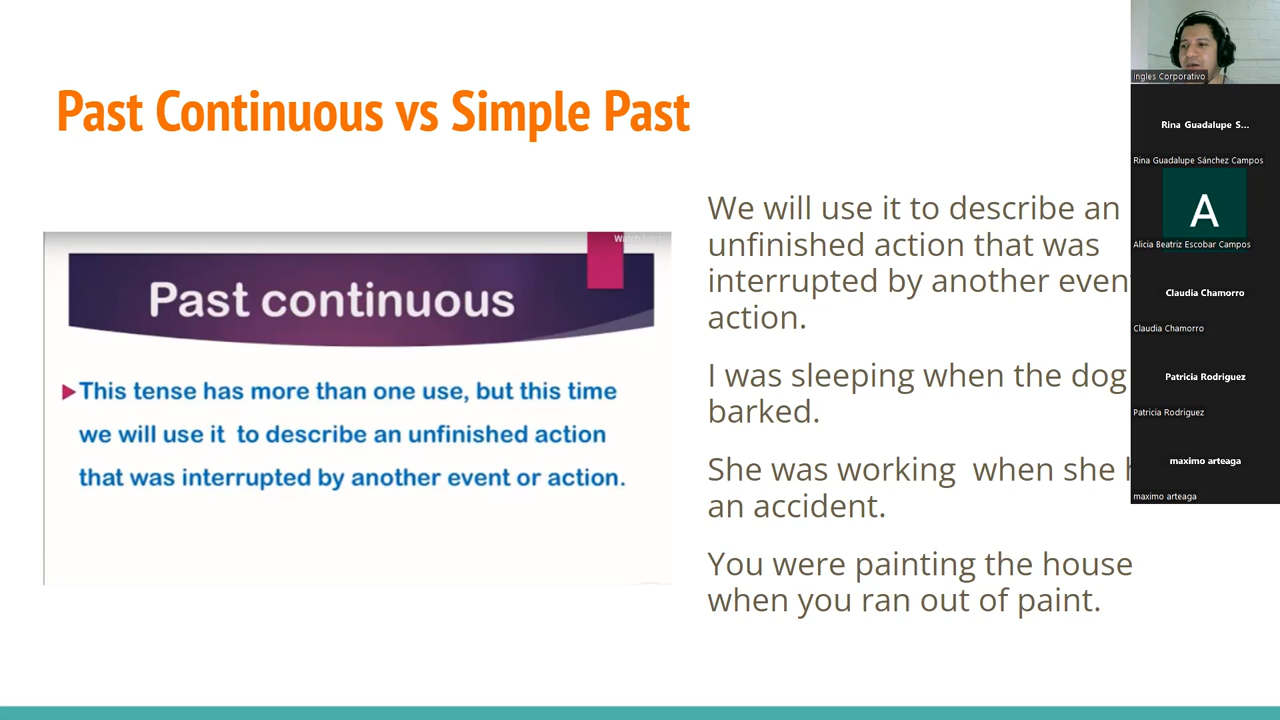 Past Continuous vs Simple Past
Past continuous
This tense has more than one use, but this time
we will use it to describe an unfinished action
that was interrupted by another event or action.
We will use it to describe an
unfinished action that was
interrupted by another even
action.
I was sleeping when the dog
barked.
She was working when she
an accident.
You were painting the house
when you ran out of paint.
Ingles Corporativo
Rina Guadalupe S...
Rina Guadalupe Sánchez Campos
A
Alicia Beatriz Escobar Campos
Claudia Chamorro
Claudia Chamorro
Patricia Rodriguez
Patricia Rodriguez
maximo arteaga
maximo arteaga